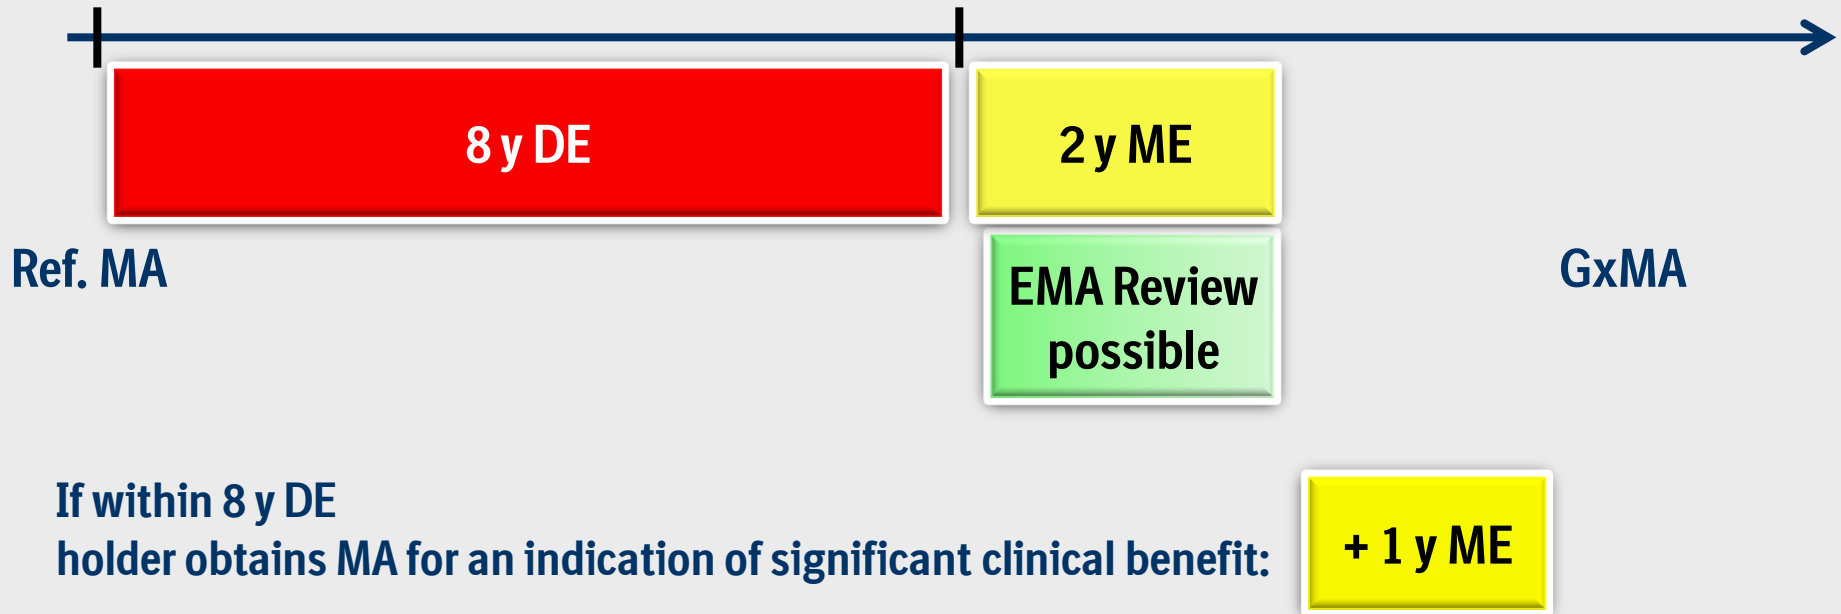 8 y DE
2 y ME
Ref. MA
EMA Review
possible
GxMA
If within 8 y DE
holder obtains MA for an indication of significant clinical benefit:
+ 1 y ME